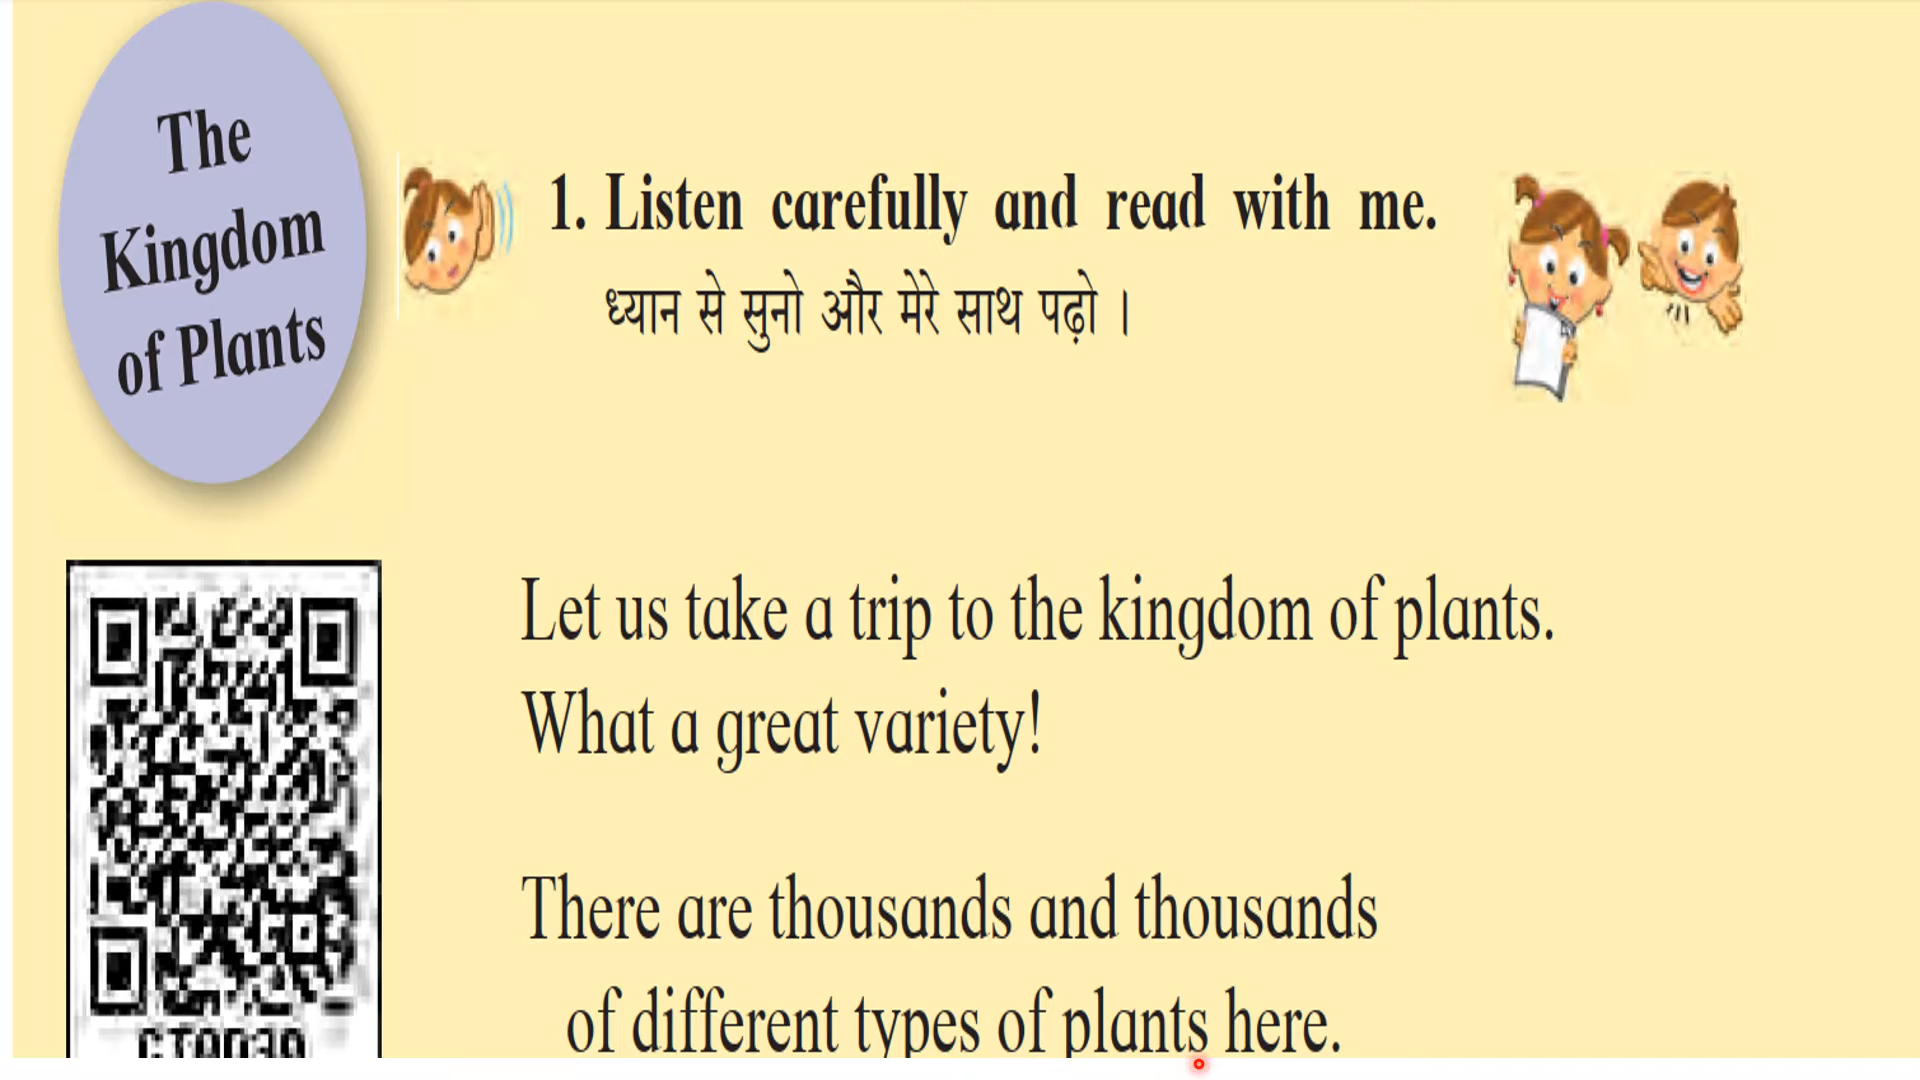 The
Kingdom
of Plants
1. Listen carefully and read with me.
ध्यान से सुनो और मेरे साथ पढ़ो ।
Let us take a trip to the kingdom of plants.
What a great variety!
There are thousands and thousands
of different types of plants here.